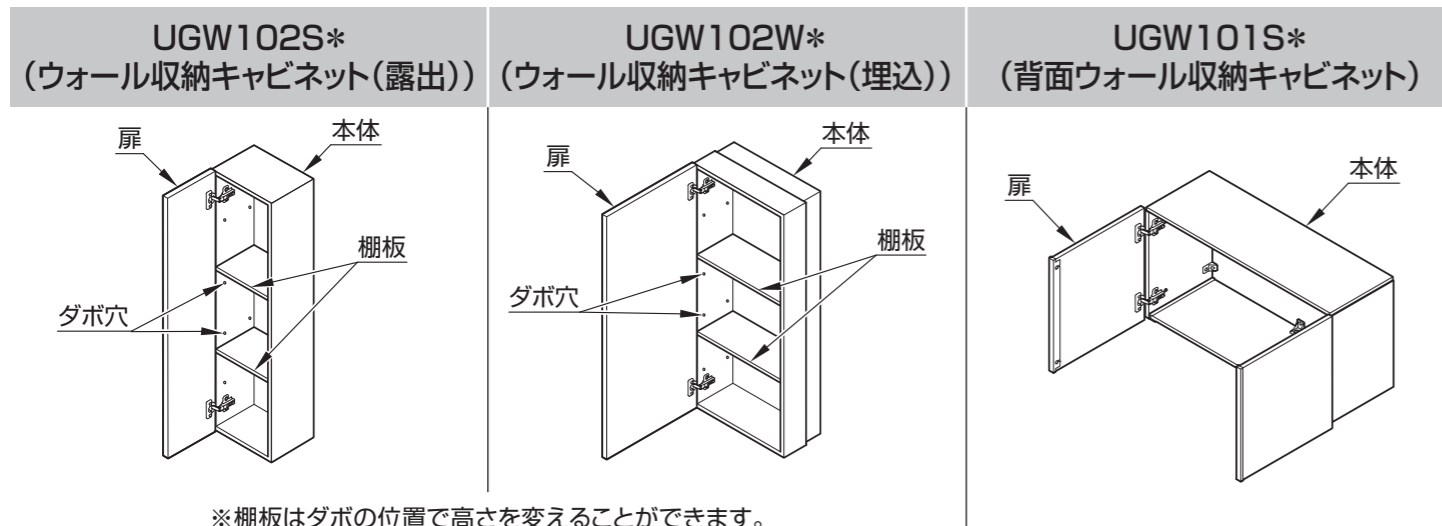 UGW102S*
（ウォール収納キャビネット（露出））
UGW102W*
（ウォール収納キャビネット（埋込））
UGW101S*
（背面ウォール収納キャビネット）
扉
本体
棚板
ダボ穴
扉
本体
棚板
ダボ穴
扉
本体
※棚板はダボの位置で高さを変えることができます。